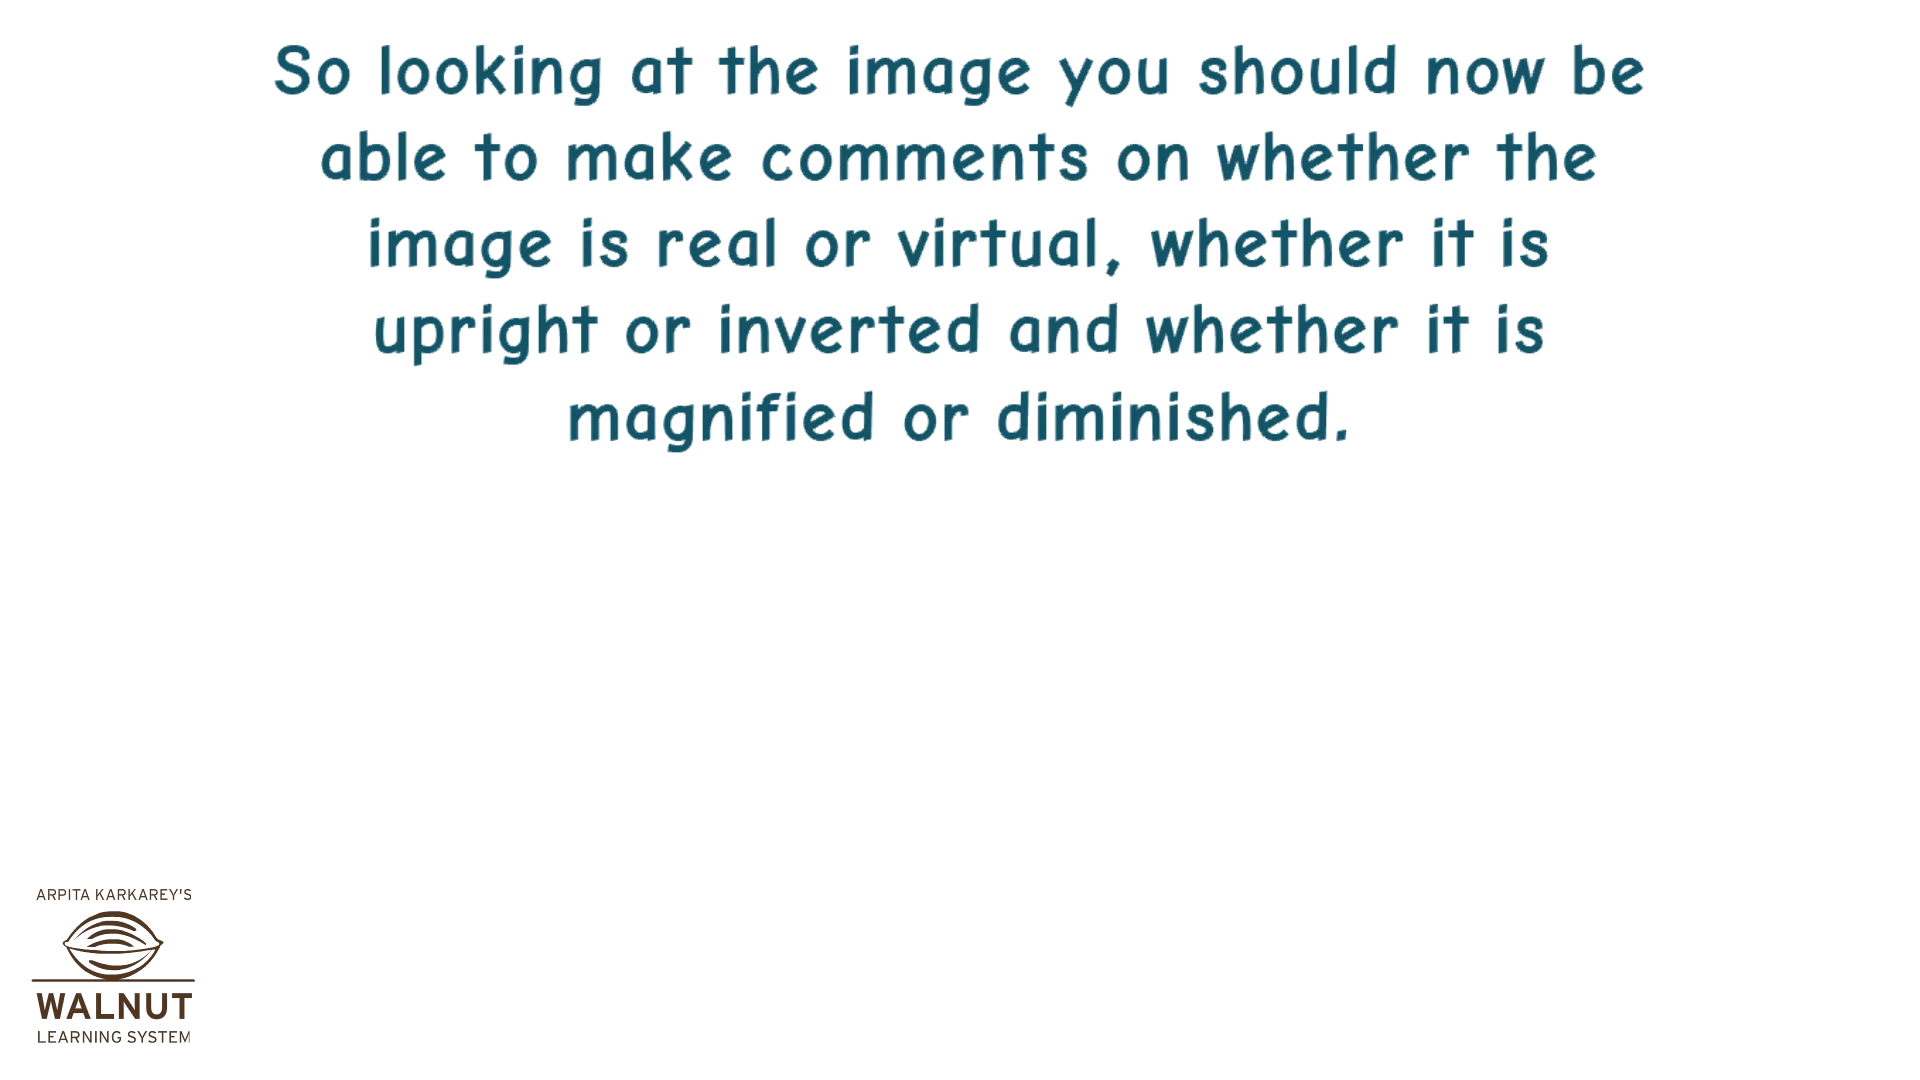 So looking at the image you should now be
able to make comments on whether the
image is real or virtual, whether it is
upright or inverted and whether it is
magnified or diminished.
ARPITA KARKAREY'S
WALNUT
LEARNING SYSTEM